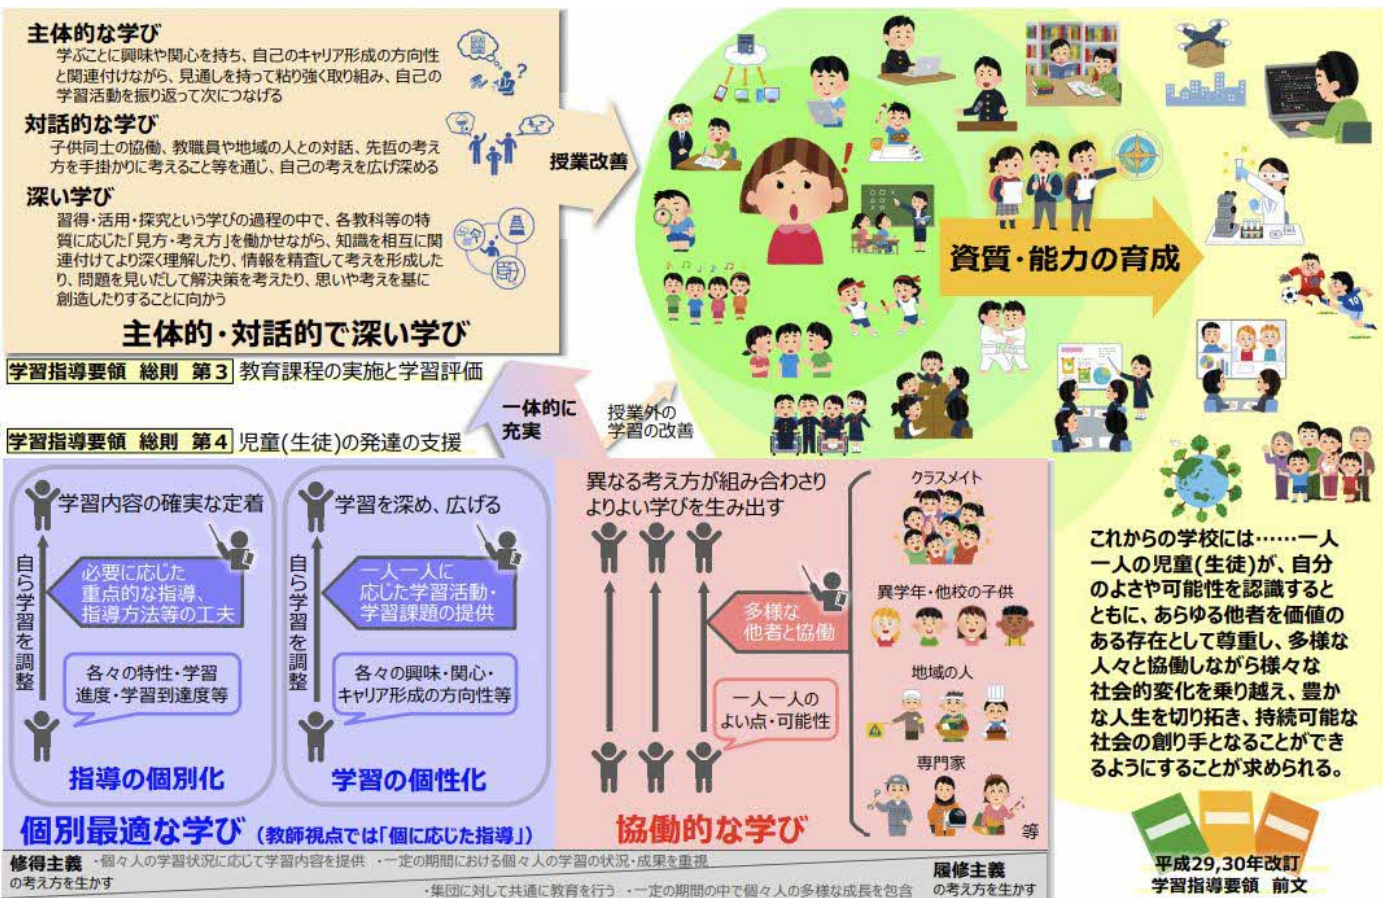 主体的な学び
学ぶことに興味や関心を持ち、自己のキャリア形成の方向性
と関連付けながら、見通しを持って粘り強く取り組み、自己の
学習活動を振り返って次につなげる
対話的な学び
子供同士の協働、教職員や地域の人との対話、先哲の考え
方を手掛かりに考えること等を通じ、自己の考えを広げ深める
深い学び
習得・活用・探究という学びの過程の中で、各教科等の特
質に応じた「見方・考え方」を働かせながら、知識を相互に関
連付けてより深く理解したり、情報を精査して考えを形成した
り、問題を見いだして解決策を考えたり、思いや考えを基に
創造したりすることに向かう
主体的・対話的で深い学び
授業改善
資質・能力の育成
学習指導要領 総則 第3 教育課程の実施と学習評価
一体的に
充実
授業外の
学習の改善
学習指導要領 総則 第4 児童(生徒)の発達の支援
学習内容の確実な定着
自ら学習を調整
必要に応じた
重点的な指導、
指導方法等の工夫
各々の特性・学習
進度・学習到達度等
指導の個別化
学習を深め、広げる
自ら学習を調整
一人一人に
応じた学習活動・
学習課題の提供
各々の興味・関心・
キャリア形成の方向性等
学習の個性化
個別最適な学び (教師視点では「個に応じた指導」)
異なる考え方が組み合わさり
よりよい学びを生み出す
多様な
他者と協働
一人一人の
よい点・可能性
協働的な学び
クラスメイト
異学年・他校の子供
地域の人
専門家
等
修得主義
の考え方を生かす
・個々人の学習状況に応じて学習内容を提供 ・一定の期間における個々人の学習の状況・成果を重視
・集団に対して共通に教育を行う ・一定の期間の中で個々人の多様な成長を包含
履修主義
の考え方を生かす
これからの学校には……一人
一人の児童(生徒)が、自分
のよさや可能性を認識すると
ともに、あらゆる他者を価値の
ある存在として尊重し、多様な
人々と協働しながら様々な
社会的変化を乗り越え、豊か
な人生を切り拓き、持続可能な
社会の創り手となることができ
るようにすることが求められる。
平成29,30年改訂
学習指導要領 前文